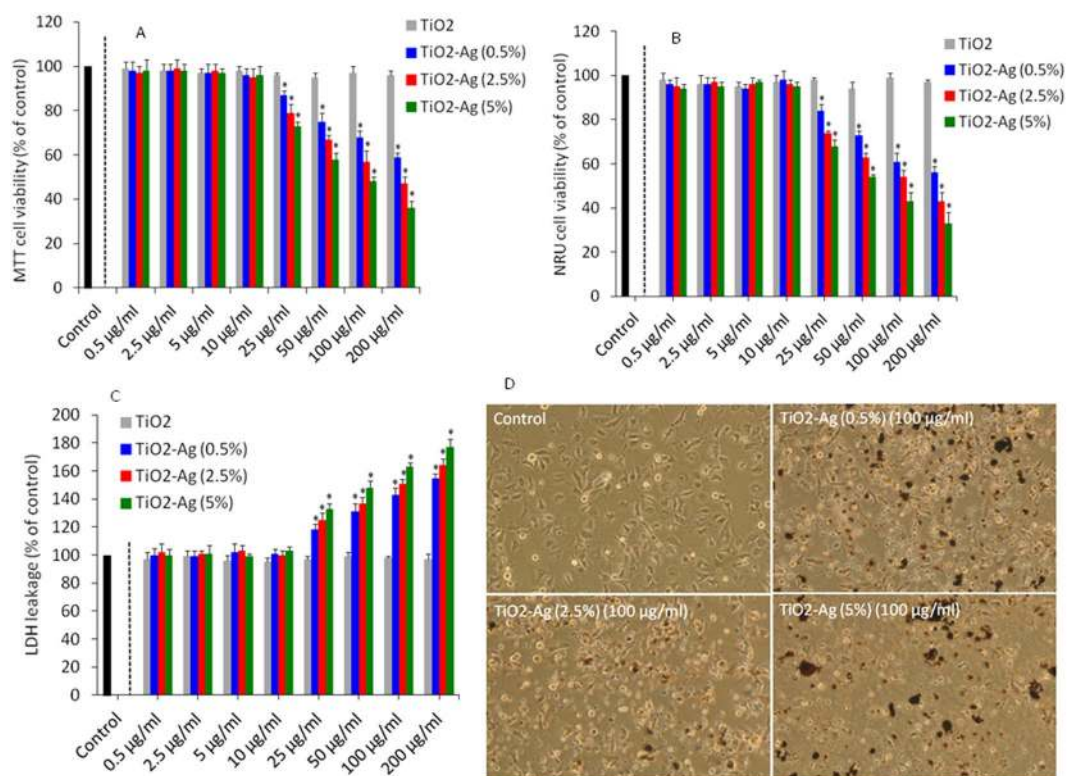 A
120
100
80
60
40
20
0
MTT cell viability (% of control)
TiO2
TiO2-Ag (0.5%)
TiO2-Ag (2.5%)
TiO2-Ag (5%)
* * * * * * * * * * * *
Control
0.5 µg/ml
2.5 µg/ml
5 µg/ml
10 µg/ml
25 µg/ml
50 µg/ml
100 µg/ml
200 µg/ml
B
120
100
80
60
40
20
0
NRU cell viability (% of control)
TiO2
TiO2-Ag (0.5%)
TiO2-Ag (2.5%)
TiO2-Ag (5%)
* * * * * * * * * * * *
Control
0.5 µg/ml
2.5 µg/ml
5 µg/ml
10 µg/ml
25 µg/ml
50 µg/ml
100 µg/ml
200 µg/ml
C
200
180
160
140
120
100
80
60
40
20
0
LDH leakage (% of control)
TiO2
TiO2-Ag (0.5%)
TiO2-Ag (2.5%)
TiO2-Ag (5%)
* * * * * * * * * * * *
Control
0.5 µg/ml
2.5 µg/ml
5 µg/ml
10 µg/ml
25 µg/ml
50 µg/ml
100 µg/ml
200 µg/ml
D
Control
TiO2-Ag (0.5%) (100 µg/ml)
TiO2-Ag (2.5%) (100 µg/ml)
TiO2-Ag (5%) (100 µg/ml)